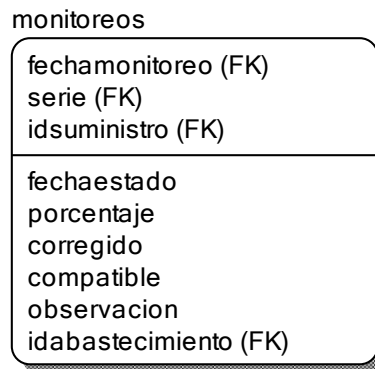 monitoreos
fechamonitoreo (FK)
serie (FK)
idsuministro (FK)
fechaestado
porcentaje
corregido
compatible
observacion
idabastecimiento (FK)